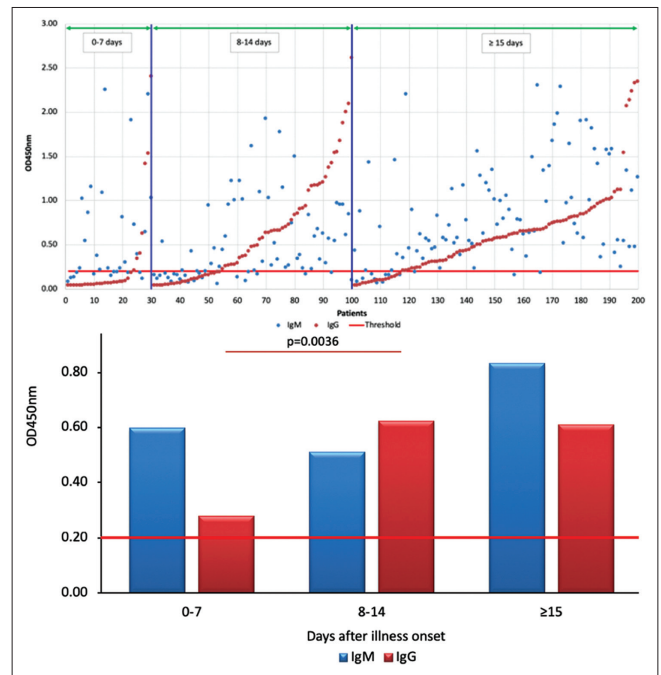 3.00
0-7 days
8-14 days
≥ 15 days
2.50
2.00
1.50
1.00
0.50
0.00
OD450nm
0 10 20 30 40 50 60 70 80 90 100 110 120 130 140 150 160 170 180 190 200
Patients
IgM IgG Threshold
p=0.0036
0.80
0.60
0.40
0.20
0.00
OD450nm
0-7 8-14 ≥15
Days after illness onset
IgM IgG